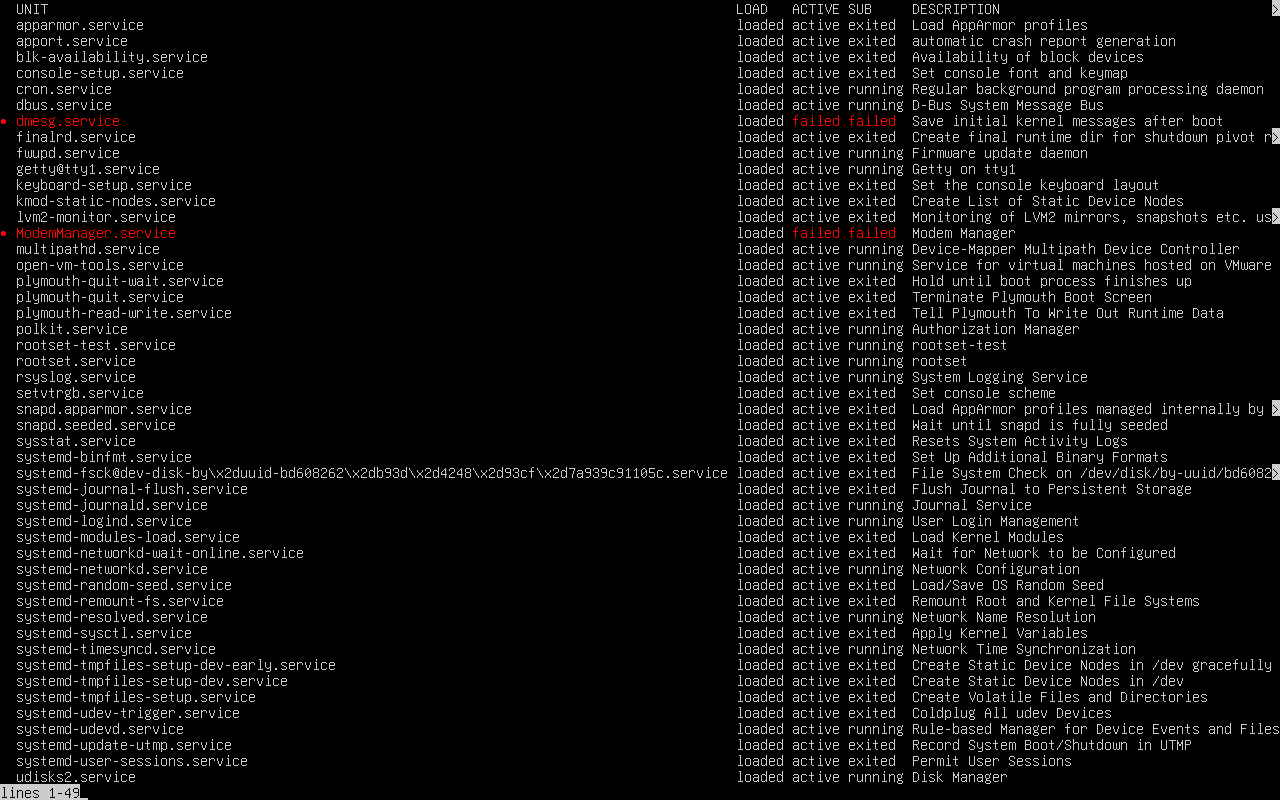 UNIT LOAD ACTIVE SUB DESCRIPTION >
apparmor.service loaded active exited Load AppArmor profiles
apport.service loaded active exited automatic crash report generation
blk-availability.service loaded active exited Availability of block devices
console-setup.service loaded active exited Set console font and keymap
cron.service loaded active running Regular background program processing daemon
dbus.service loaded active running D-Bus System Message Bus
● dmesg.service loaded failed failed Save initial kernel messages after boot
finalrd.service loaded active exited Create final runtime dir for shutdown pivot r>
fwupd.service loaded active running Firmware update daemon
getty@tty1.service loaded active running Getty on tty1
keyboard-setup.service loaded active exited Set the console keyboard layout
kmod-static-nodes.service loaded active exited Create List of Static Device Nodes
lvm2-monitor.service loaded active exited Monitoring of LVM2 mirrors, snapshots etc. us>
● ModemManager.service loaded failed failed Modem Manager
multipathd.service loaded active running Device-Mapper Multipath Device Controller
open-vm-tools.service loaded active running Service for virtual machines hosted on VMware
plymouth-quit-wait.service loaded active exited Hold until boot process finishes up
plymouth-quit.service loaded active exited Terminate Plymouth Boot Screen
plymouth-read-write.service loaded active exited Tell Plymouth To Write Out Runtime Data
polkit.service loaded active running Authorization Manager
rootset-test.service loaded active running rootset-test
rootset.service loaded active running rootset
rsyslog.service loaded active running System Logging Service
setvtrgb.service loaded active exited Set console scheme
snapd.apparmor.service loaded active exited Load AppArmor profiles managed internally by >
snapd.seeded.service loaded active exited Wait until snapd is fully seeded
sysstat.service loaded active exited Resets System Activity Logs
systemd-binfmt.service loaded active exited Set Up Additional Binary Formats
systemd-fsck@dev-disk-by\x2duuid-bd608262\x2db93d\x2d4248\x2d93cf\x2d7a939c91105c.service loaded active exited File System Check on /dev/disk/by-uuid/bd6082>
systemd-journal-flush.service loaded active exited Flush Journal to Persistent Storage
systemd-journald.service loaded active running Journal Service
systemd-logind.service loaded active running User Login Management
systemd-modules-load.service loaded active exited Load Kernel Modules
systemd-networkd-wait-online.service loaded active exited Wait for Network to be Configured
systemd-networkd.service loaded active running Network Configuration
systemd-random-seed.service loaded active exited Load/Save OS Random Seed
systemd-remount-fs.service loaded active exited Remount Root and Kernel File Systems
systemd-resolved.service loaded active running Network Name Resolution
systemd-sysctl.service loaded active exited Apply Kernel Variables
systemd-timesyncd.service loaded active running Network Time Synchronization
systemd-tmpfiles-setup-dev-early.service loaded active exited Create Static Device Nodes in /dev gracefully
systemd-tmpfiles-setup-dev.service loaded active exited Create Static Device Nodes in /dev
systemd-tmpfiles-setup.service loaded active exited Create Volatile Files and Directories
systemd-udev-trigger.service loaded active exited Coldplug All udev Devices
systemd-udevd.service loaded active running Rule-based Manager for Device Events and Files
systemd-update-utmp.service loaded active exited Record System Boot/Shutdown in UTMP
systemd-user-sessions.service loaded active exited Permit User Sessions
udisks2.service loaded active running Disk Manager
lines 1-49